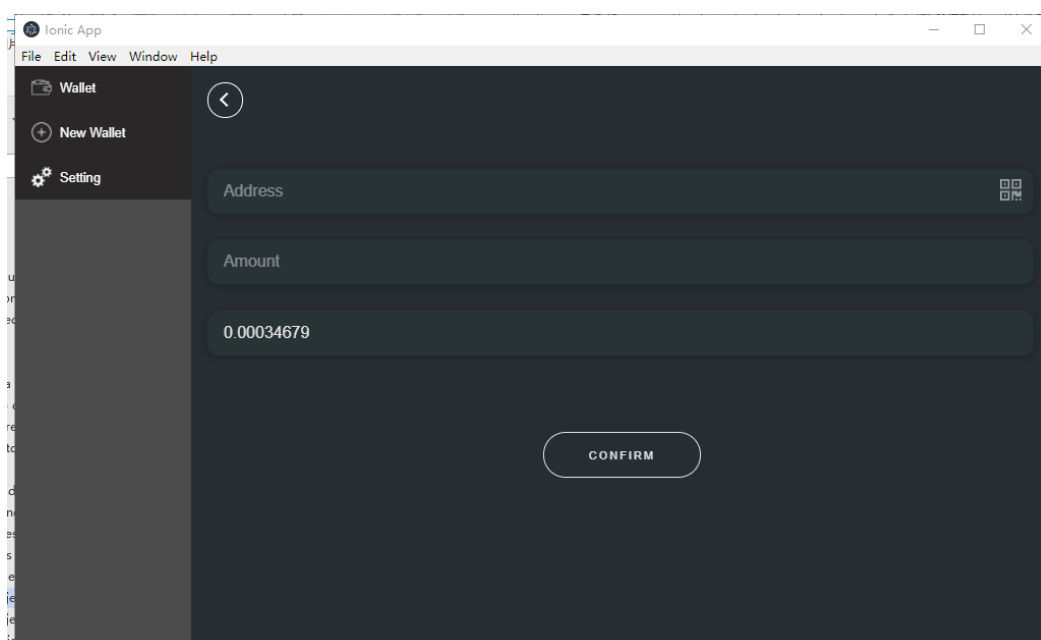 Ionic App
File Edit View Window Help
Wallet
New Wallet
Setting
Address
Amount
0.00034679
CONFIRM